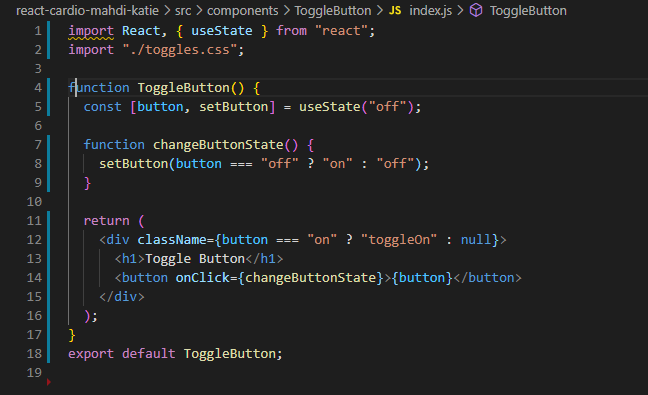 react-cardio-mahdi-katie > src > components > ToggleButton > JS index.js > ToggleButton
1 import React, { useState } from "react";
2 import "./toggles.css";
3
4 function ToggleButton() {
5   const [button, setButton] = useState("off");
6
7   function changeButtonState() {
8     setButton(button === "off" ? "on" : "off");
9   }
10
11   return (
12     <div className={button === "on" ? "toggleOn" : null}>
13       <h1>Toggle Button</h1>
14       <button onClick={changeButtonState}>{button}</button>
15     </div>
16   );
17 }
18 export default ToggleButton;
19